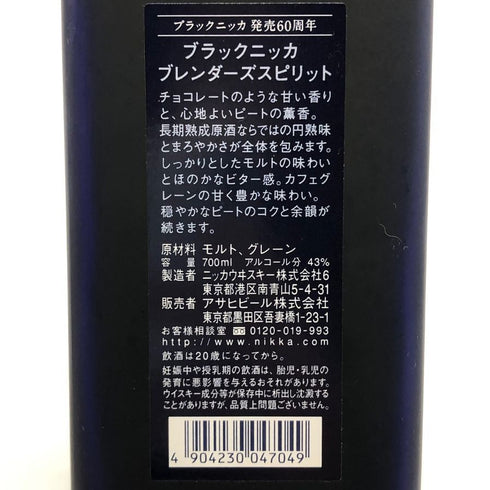 ブラックニッカ 発売60周年
ブラックニッカ
ブレンダーズスピリット
チョコレートのような甘い香り
と、心地よいピートの薫香。
長期熟成原酒ならではの円熟味
とまろやかさが全体を包みます。
しっかりとしたモルトの味わい
とほのかなビター感。カフェグ
レーンの甘く豊かな味わい。
穏やかなピートのコクと余韻が
続きます。
原材料 モルト、グレーン
容量 700ml アルコール分 43%
製造者 ニッカウヰスキー株式会社6
東京都港区南青山5-4-31
販売者 アサヒビール株式会社
東京都墨田区吾妻橋1-23-1
お客様相談室 0120-019-993
http://www.nikka.com
飲酒は20歳になってから。
妊娠中や授乳期の飲酒は、胎児・乳児の
発育に悪影響を与えるおそれがあります。
ウイスキー成分等が保存中に析出し沈澱する
ことがありますが、品質上問題ございません。
4 904230 047049